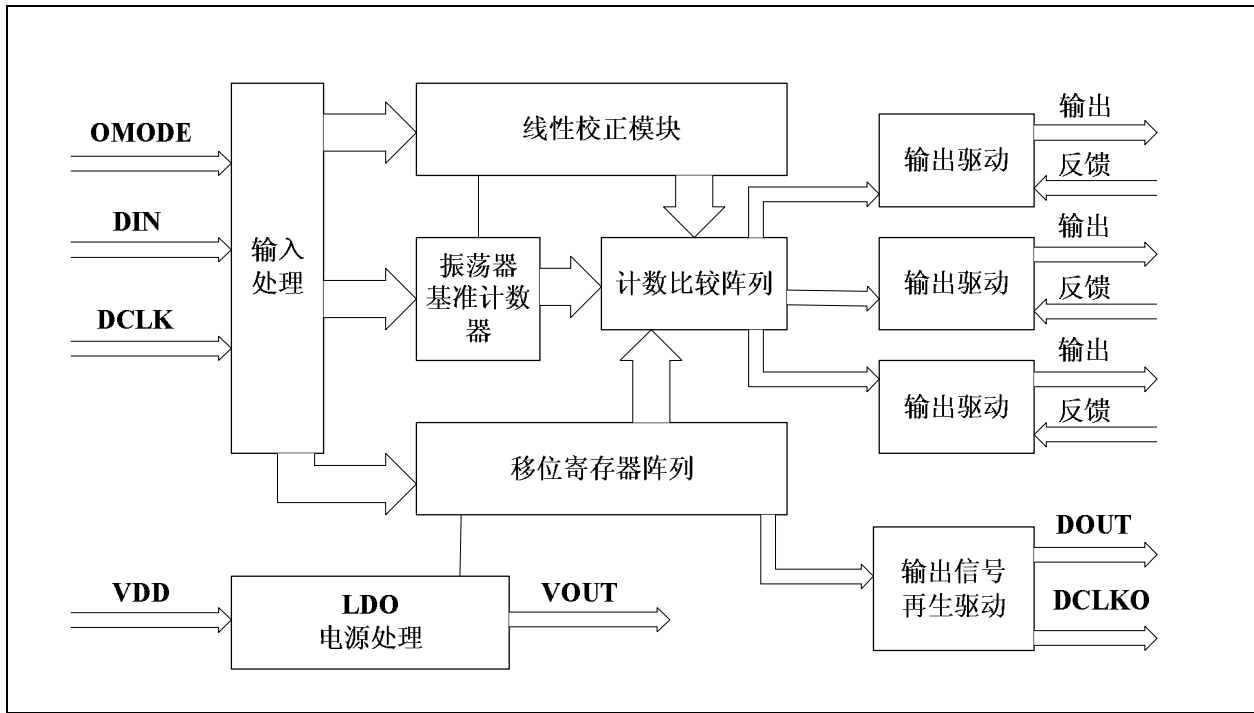 OMODE
DIN
DCLK
输入
处理
线性校正模块
振荡器
基准计数
器
计数比较阵列
移位寄存器阵列
输出驱动
输出
反馈
输出驱动
输出
反馈
输出驱动
输出
反馈
VDD
LDO
电源处理
VOUT
输出信号
再生驱动
DOUT
DCLKO